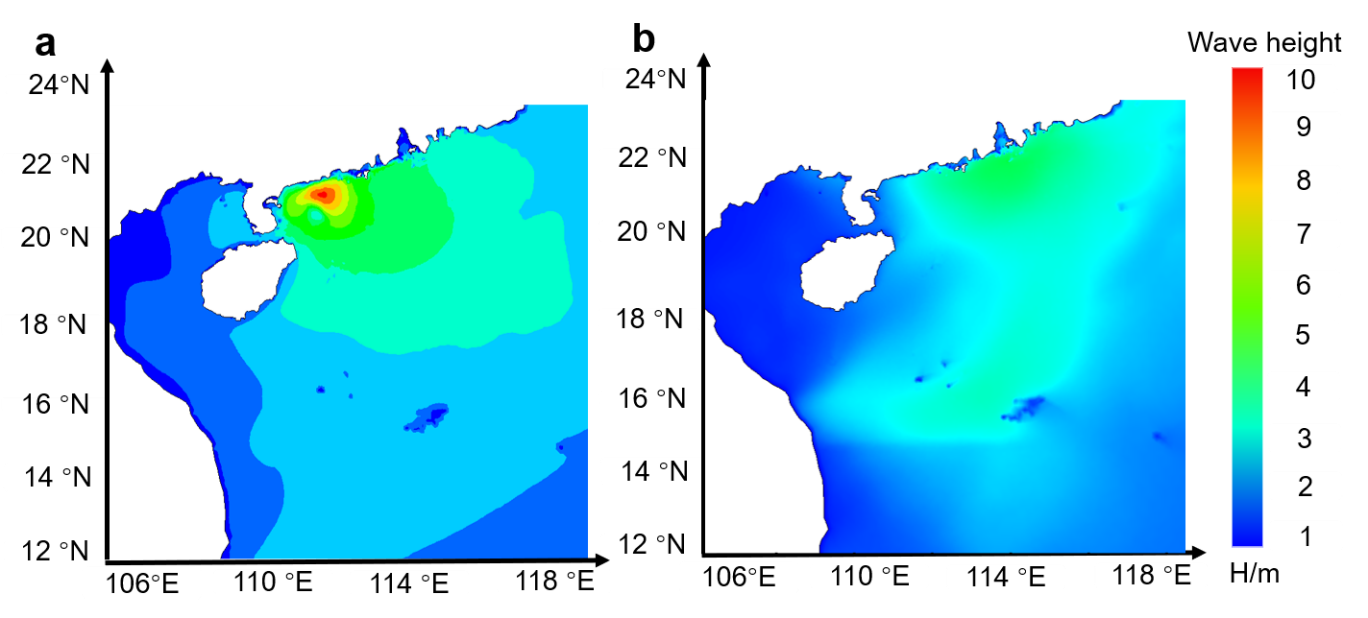 a
24°N
22 °N
20 °N
18 °N
16 °N
14 °N
12 °N
106°E 110 °E 114 °E 118 °E
b
24°N
22 °N
20 °N
18 °N
16 °N
14 °N
12 °N
106°E 110 °E 114 °E 118 °E
Wave height
10
9
8
7
6
5
4
3
2
1
H/m